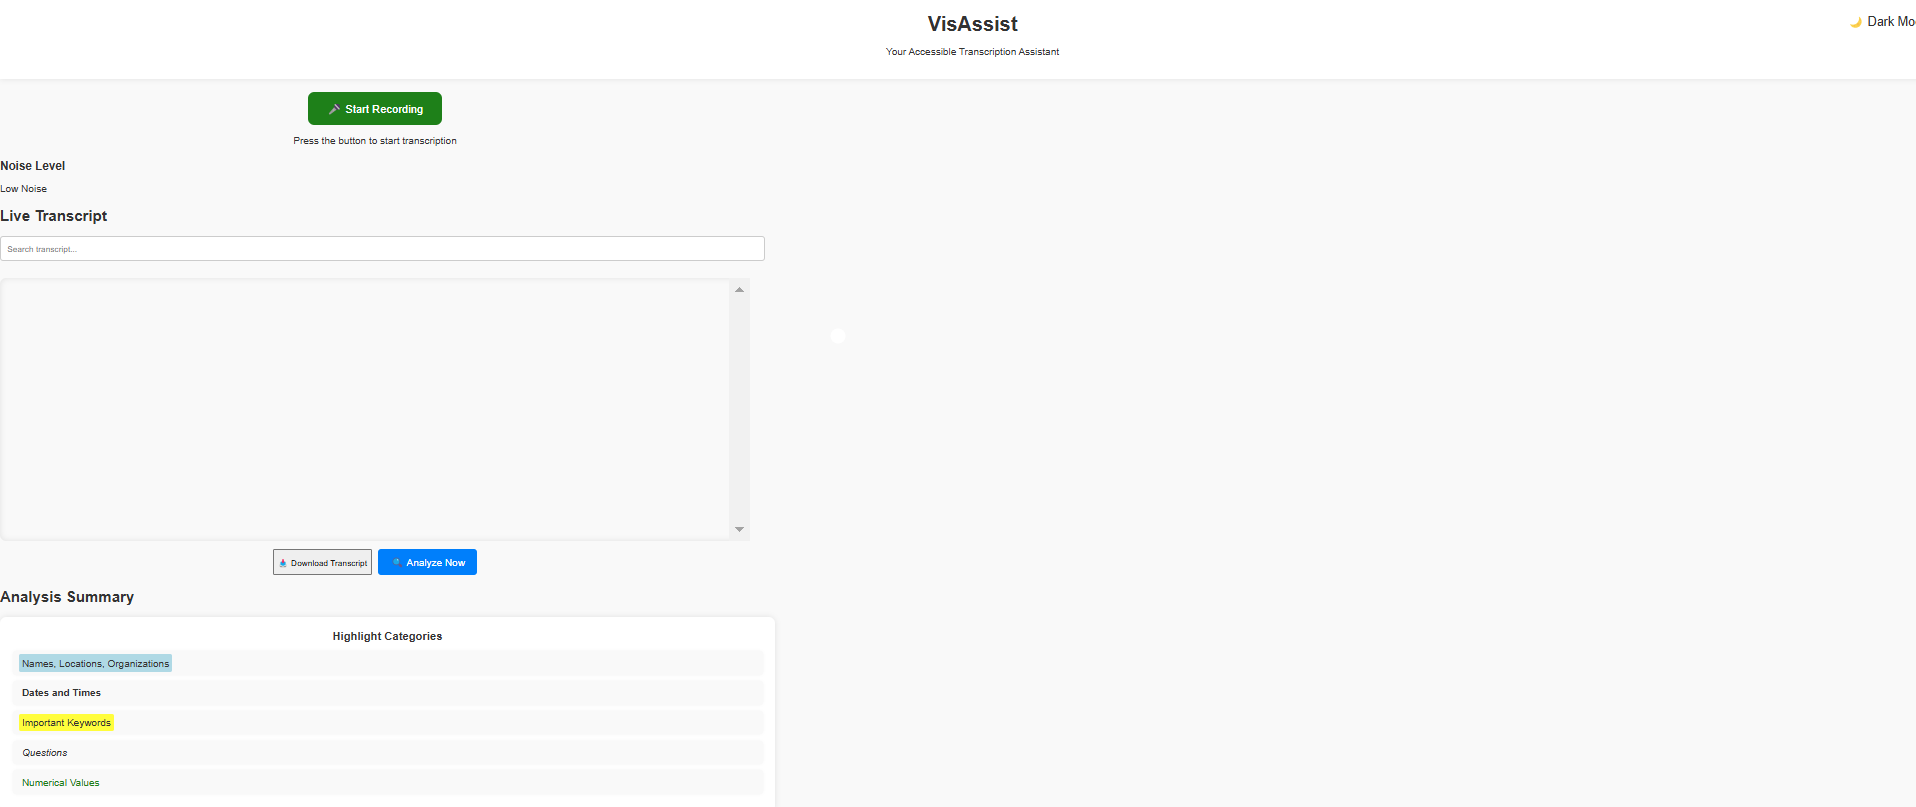 VisAssist
🌙 Dark Mo
Your Accessible Transcription Assistant
🎤 Start Recording
Press the button to start transcription
Noise Level
Low Noise
Live Transcript
Search transcript...
📥 Download Transcript
🔍 Analyze Now
Analysis Summary
Highlight Categories
Names, Locations, Organizations
Dates and Times
Important Keywords
Questions
Numerical Values